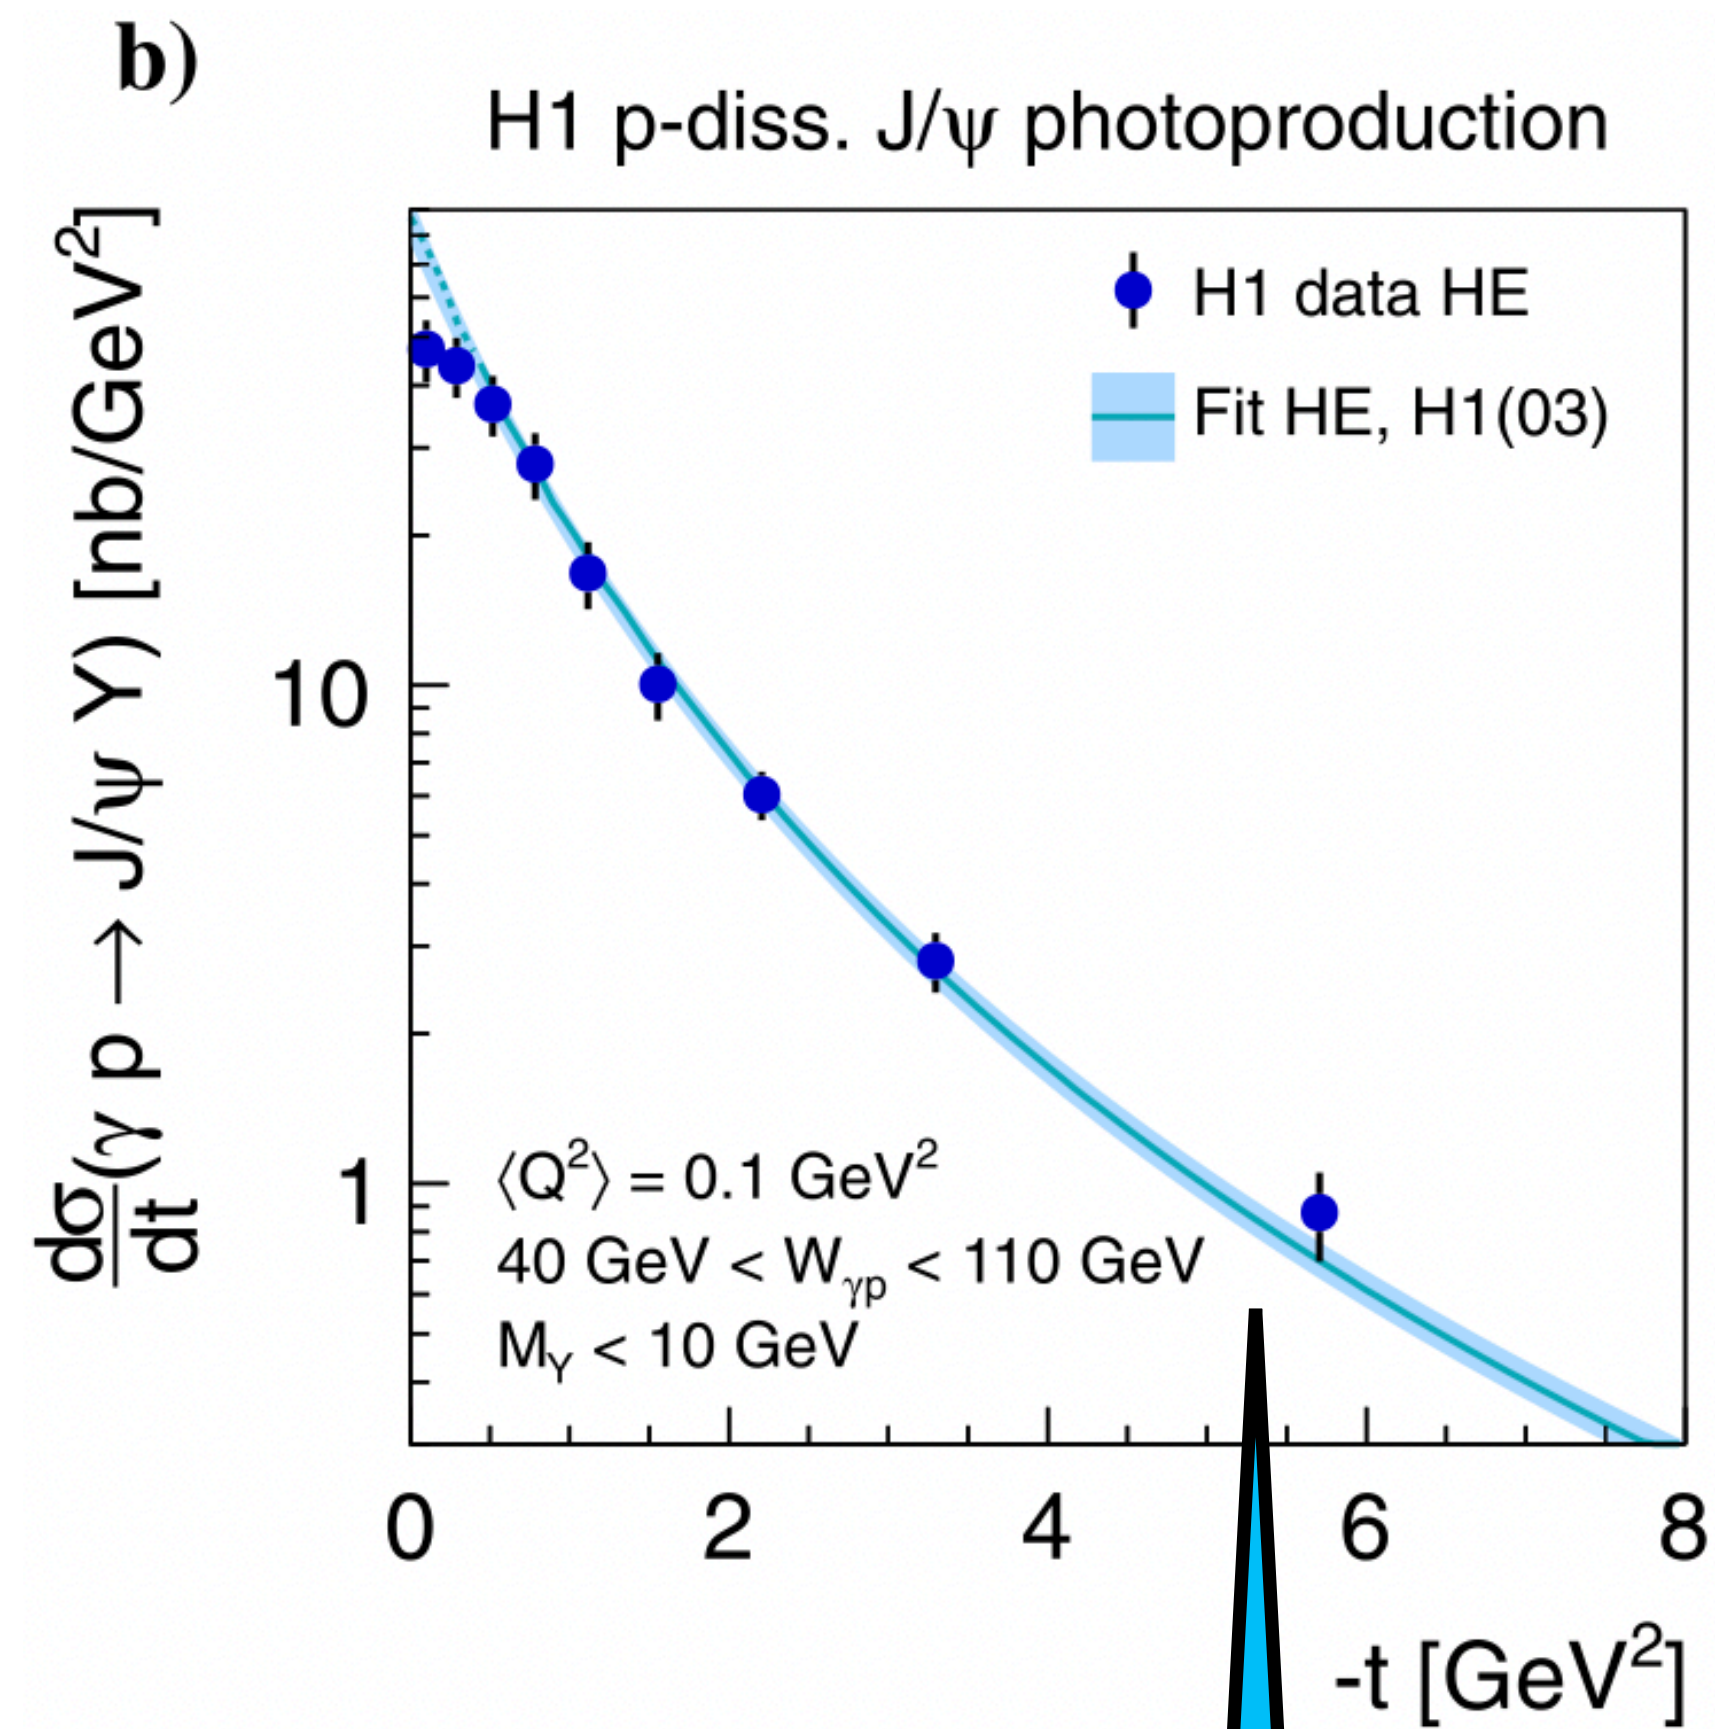 b)
H1 p-diss. J/ψ photoproduction
dσ/dt (γ p → J/ψ Y) [nb/GeV²]
H1 data HE
Fit HE, H1(03)
10
1
⟨Q²⟩ = 0.1 GeV²
40 GeV < Wγp < 110 GeV
MY < 10 GeV
0 2 4 6 8
-t [GeV²]